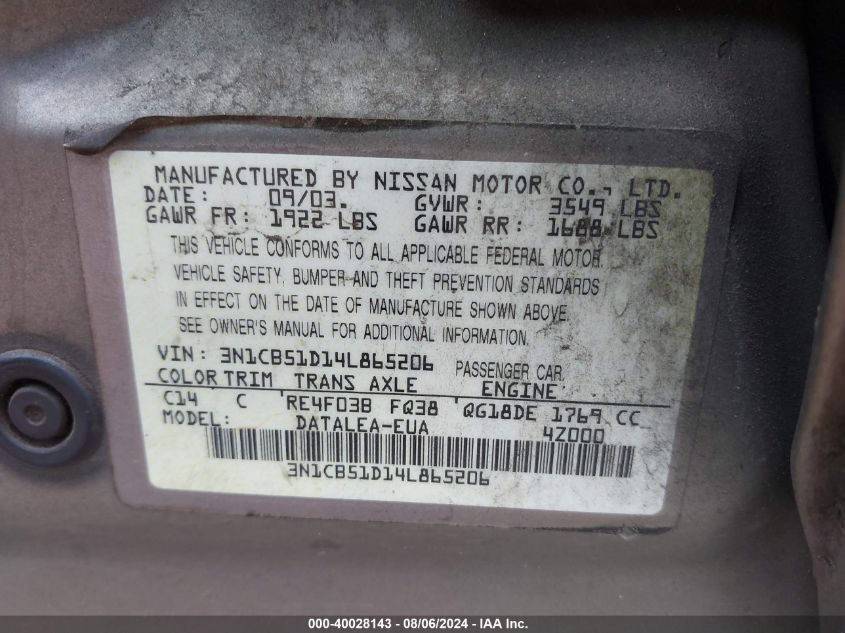 MANUFACTURED BY NISSAN MOTOR CO., LTD.
DATE: 09/03. GVWR: 3549 LBS
GAWR FR: 1922 LBS GAWR RR: 1688 LBS
THIS VEHICLE CONFORMS TO ALL APPLICABLE FEDERAL MOTOR
VEHICLE SAFETY, BUMPER AND THEFT PREVENTION STANDARDS
IN EFFECT ON THE DATE OF MANUFACTURE SHOWN ABOVE.
SEE OWNER'S MANUAL FOR ADDITIONAL INFORMATION.
VIN: 3N1CB51D14L865206 PASSENGER CAR
COLOR TRIM TRANS AXLE ENGINE
C14 C RE4F03B FQ38 QG18DE 1769 CC
MODEL: DATALEA-EUA 4Z000
3N1CB51D14L865206
000-40028143 - 08/06/2024 - IAA Inc.